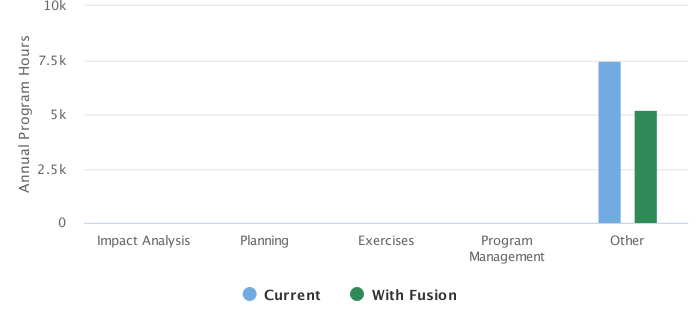 10k
7.5k
5k
2.5k
0
Annual Program Hours
Impact Analysis
Planning
Exercises
Program
Management
Other
Current
With Fusion